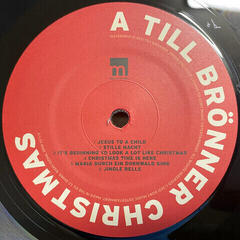 A TILL BRÖNNER CHRISTMAS
JESUS TO A CHILD
STILLE NACHT
IT'S BEGINNING TO LOOK A LOT LIKE CHRISTMAS
CHRISTMAS TIME IS HERE
MARIA DURCH EIN DORNWALD GING
JINGLE BELLS